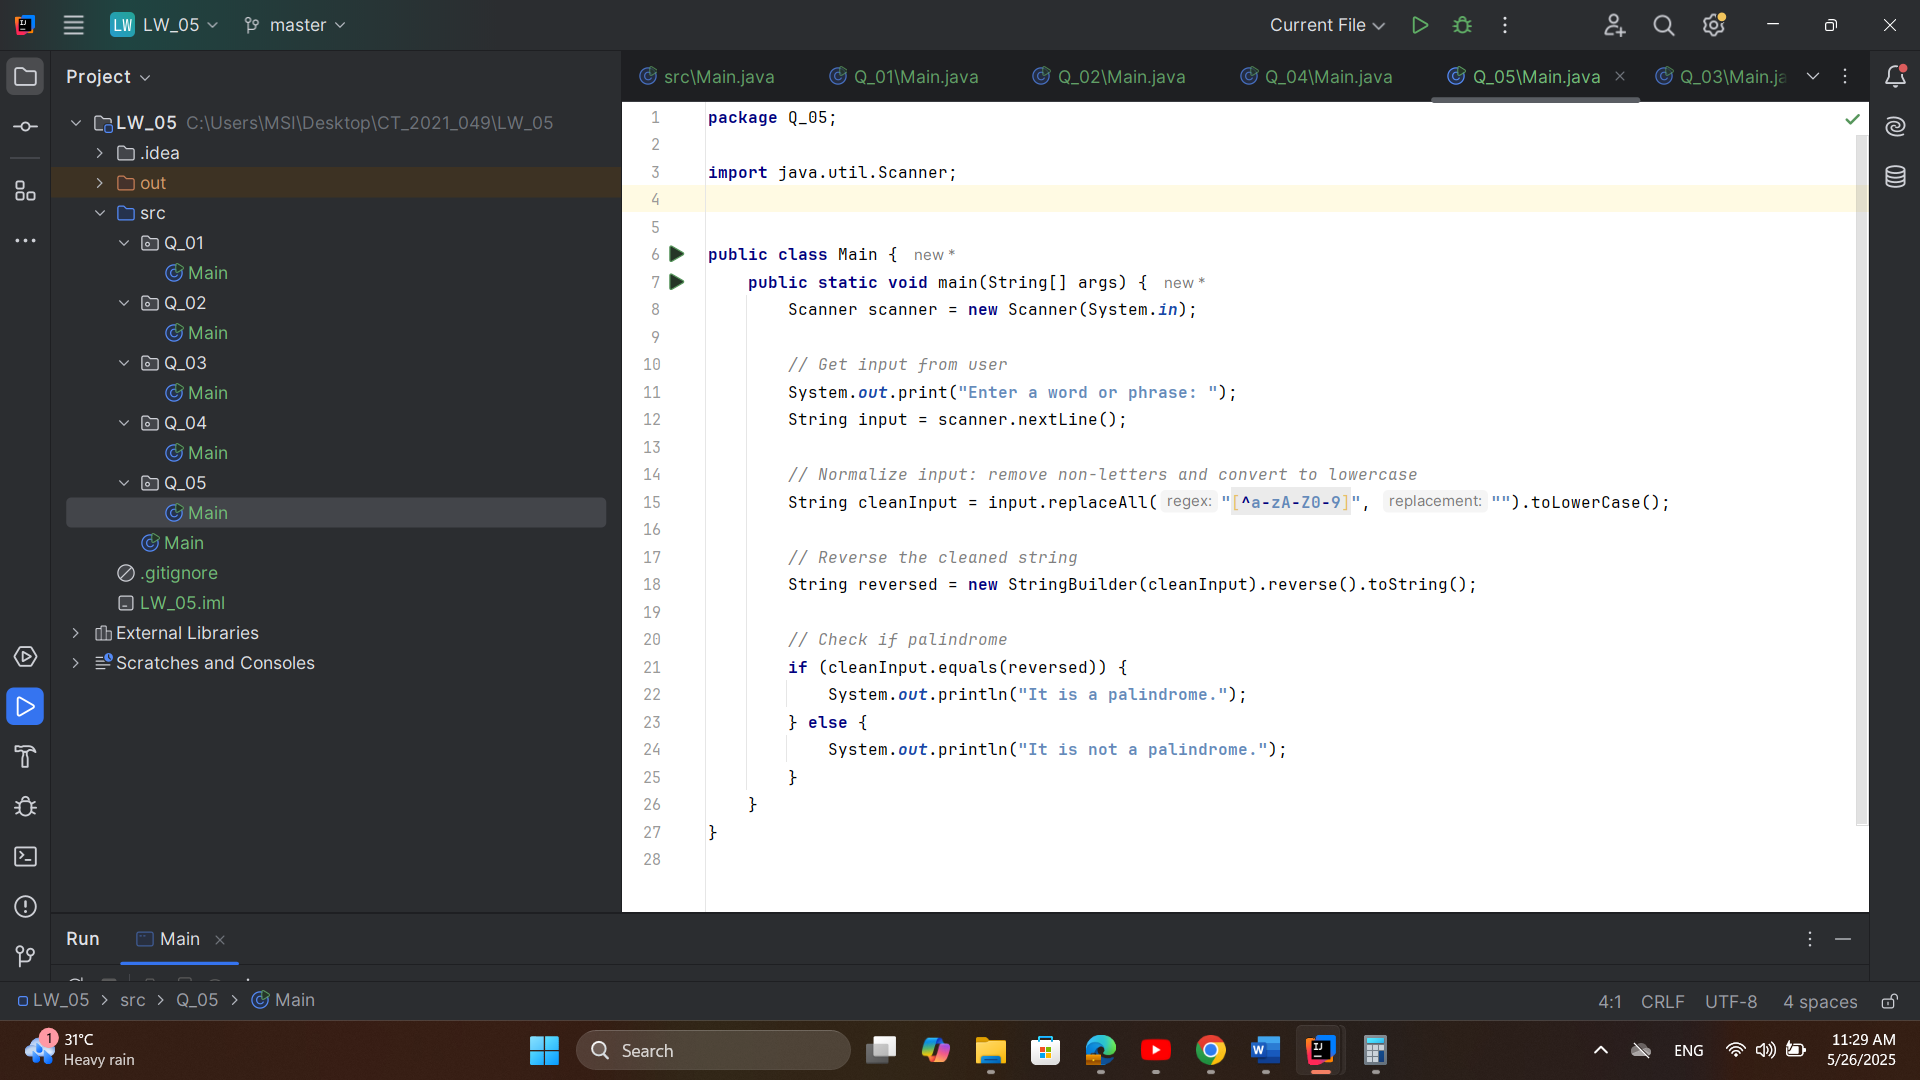 LW LW_05 master Current File
Project
src\Main.java Q_01\Main.java Q_02\Main.java Q_04\Main.java Q_05\Main.java Q_03\Main.ja
LW_05 C:\Users\MSI\Desktop\CT_2021_049\LW_05
.idea
out
src
Q_01
Main
Q_02
Main
Q_03
Main
Q_04
Main
Q_05
Main
Main
.gitignore
LW_05.iml
External Libraries
Scratches and Consoles
1 package Q_05;
2
3 import java.util.Scanner;
4
5
6 public class Main { new *
7 public static void main(String[] args) { new *
8 Scanner scanner = new Scanner(System.in);
9
10 // Get input from user
11 System.out.print("Enter a word or phrase: ");
12 String input = scanner.nextLine();
13
14 // Normalize input: remove non-letters and convert to lowercase
15 String cleanInput = input.replaceAll( regex: "[^a-zA-Z0-9]", replacement: "").toLowerCase();
16
17 // Reverse the cleaned string
18 String reversed = new StringBuilder(cleanInput).reverse().toString();
19
20 // Check if palindrome
21 if (cleanInput.equals(reversed)) {
22 System.out.println("It is a palindrome.");
23 } else {
24 System.out.println("It is not a palindrome.");
25 }
26 }
27 }
28
Run Main
LW_05 > src > Q_05 > Main 4:1 CRLF UTF-8 4 spaces
1 31°C
Heavy rain
Search
ENG
11:29 AM
5/26/2025